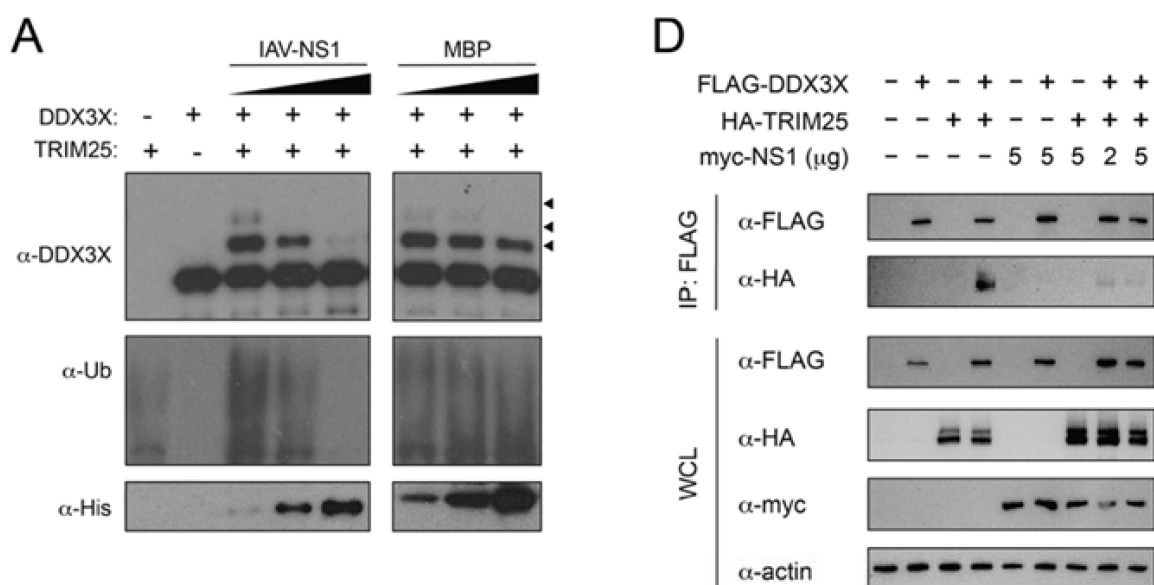 A
IAV-NS1 MBP
DDX3X: - + + + + + + +
TRIM25: + - + + + + + +
α-DDX3X
α-Ub
α-His
D
FLAG-DDX3X - + - + - + - + +
HA-TRIM25 - - + + - - + + +
myc-NS1 (μg) - - - - 5 5 5 2 5
IP: FLAG
α-FLAG
α-HA
WCL
α-FLAG
α-HA
α-myc
α-actin